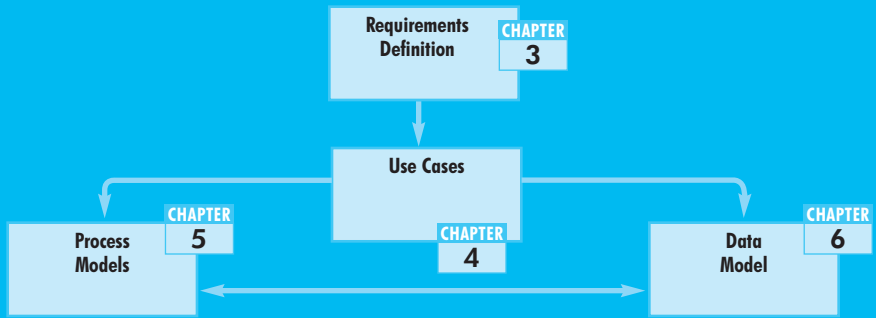 Requirements
Definition
CHAPTER
3
Use Cases
CHAPTER
4
Process
Models
CHAPTER
5
Data
Model
CHAPTER
6